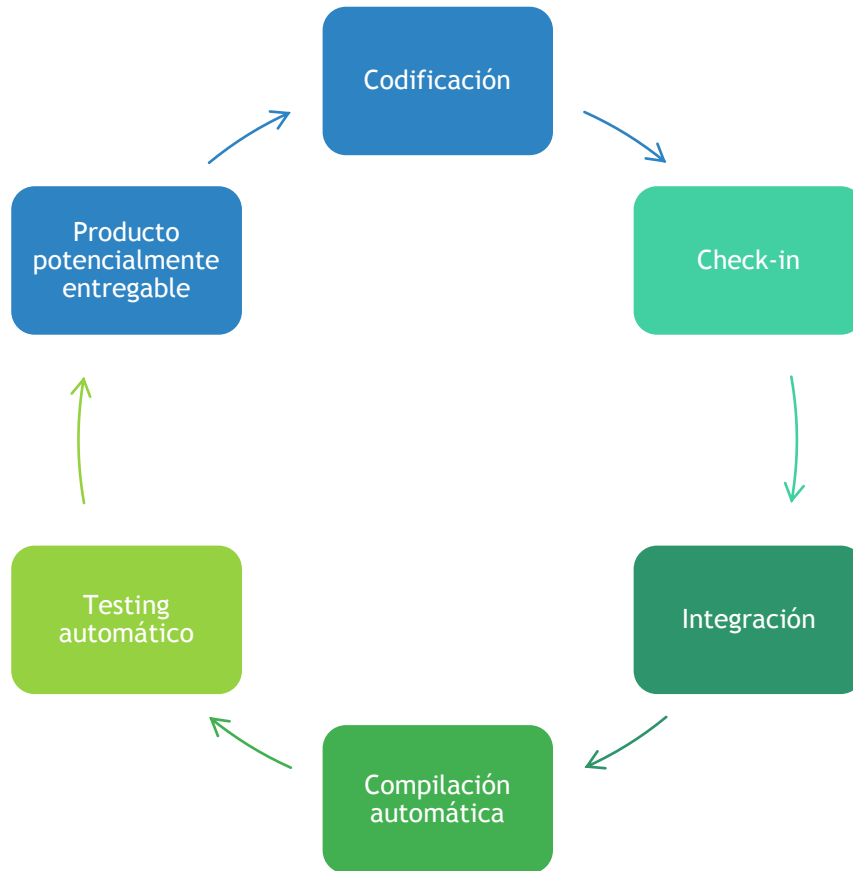 Codificación
Check-in
Integración
Compilación
automática
Testing
automático
Producto
potencialmente
entregable